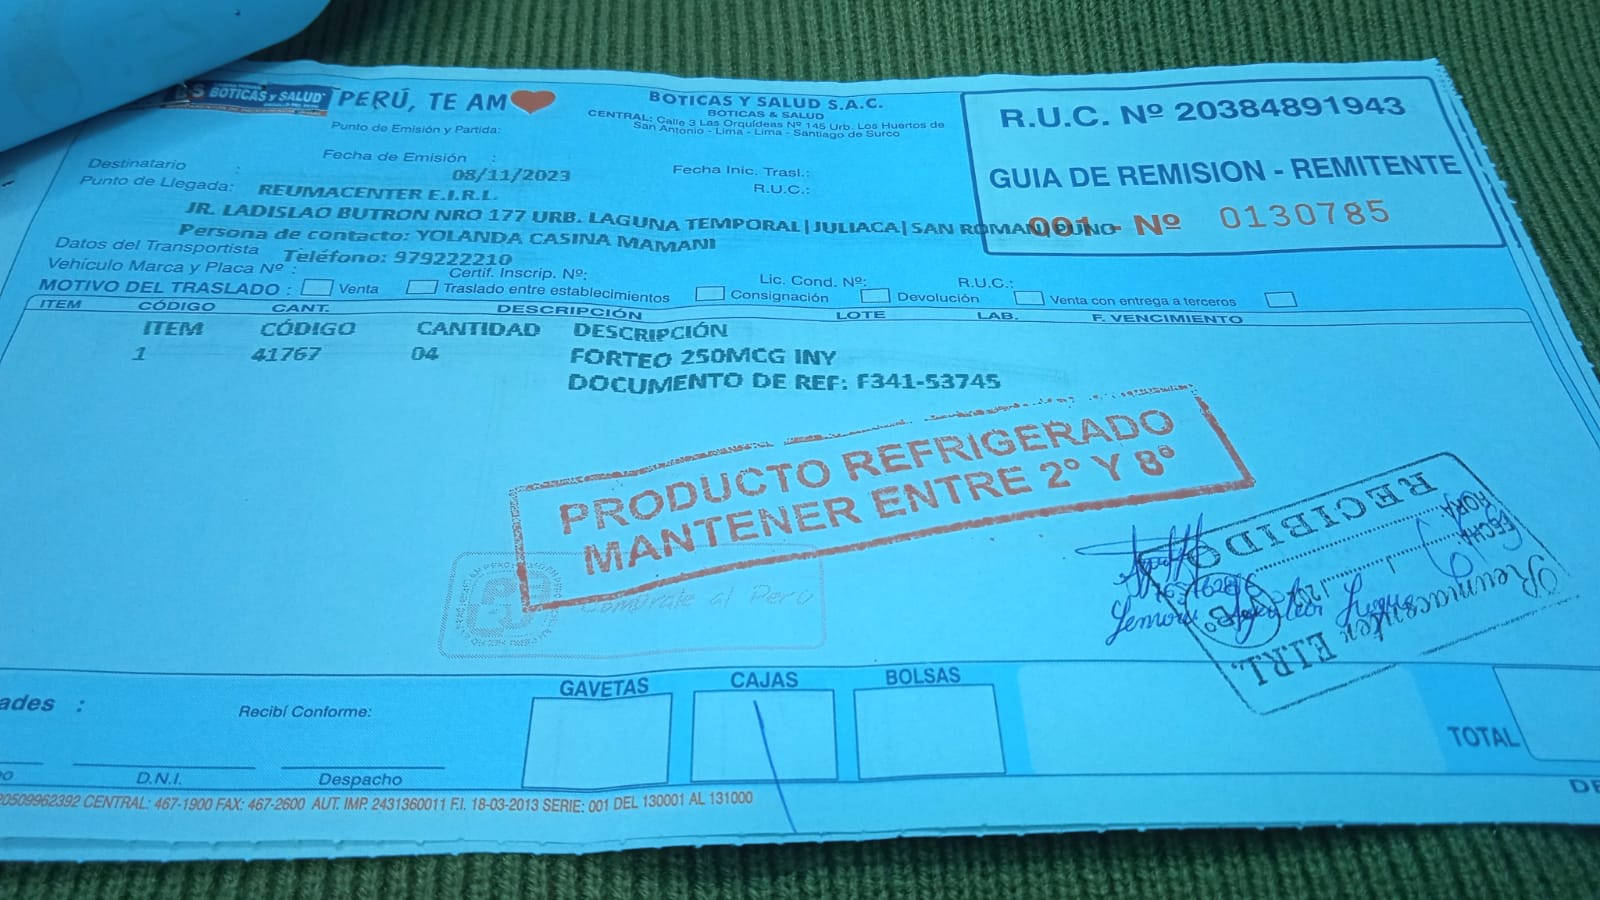 BOTICAS Y SALUD
PERÚ, TE AM
BOTICAS Y SALUD S.A.C.
BOTICAS & SALUD
CENTRAL: Calle 3 Las Orquídeas Nº 145 Urb. Los Huertos de
San Antonio - Lima - Lima - Santiago de Surco
R.U.C. Nº 20384891943
GUIA DE REMISION - REMITENTE
001 - Nº 0130785
Punto de Emisión y Partida:
Fecha de Emisión :
08/11/2023
Fecha Inic. Trasl.:
Destinatario :
REUMACENTER E.I.R.L.
R.U.C.:
Punto de Llegada:
JR. LADISLAO BUTRON NRO 177 URB. LAGUNA TEMPORAL|JULIACA|SAN ROMAN|PUNO
Persona de contacto: YOLANDA CASINA MAMANI
Datos del Transportista
Teléfono: 979222210
Vehículo Marca y Placa Nº :
Certif. Inscrip. Nº:
Lic. Cond. Nº:
R.U.C.:
MOTIVO DEL TRASLADO : Venta Traslado entre establecimientos Consignación Devolución Venta con entrega a terceros
ITEM CÓDIGO CANT. DESCRIPCIÓN LOTE LAB. F. VENCIMIENTO
ITEM CÓDIGO CANTIDAD DESCRIPCIÓN
1 41767 04 FORTEO 250MCG INY
DOCUMENTO DE REF: F341-53745
PRODUCTO REFRIGERADO
MANTENER ENTRE 2° Y 8°
Cómprale al Perú
RECIBIDO
HORA
FECHA
Reumacenter E.I.R.L.
ades :
Recibí Conforme:
GAVETAS CAJAS BOLSAS
TOTAL
D.N.I.
Despacho
20509962392 CENTRAL: 467-1900 FAX: 467-2600 AUT. IMP. 2431360011 F.I. 18-03-2013 SERIE: 001 DEL 130001 AL 131000